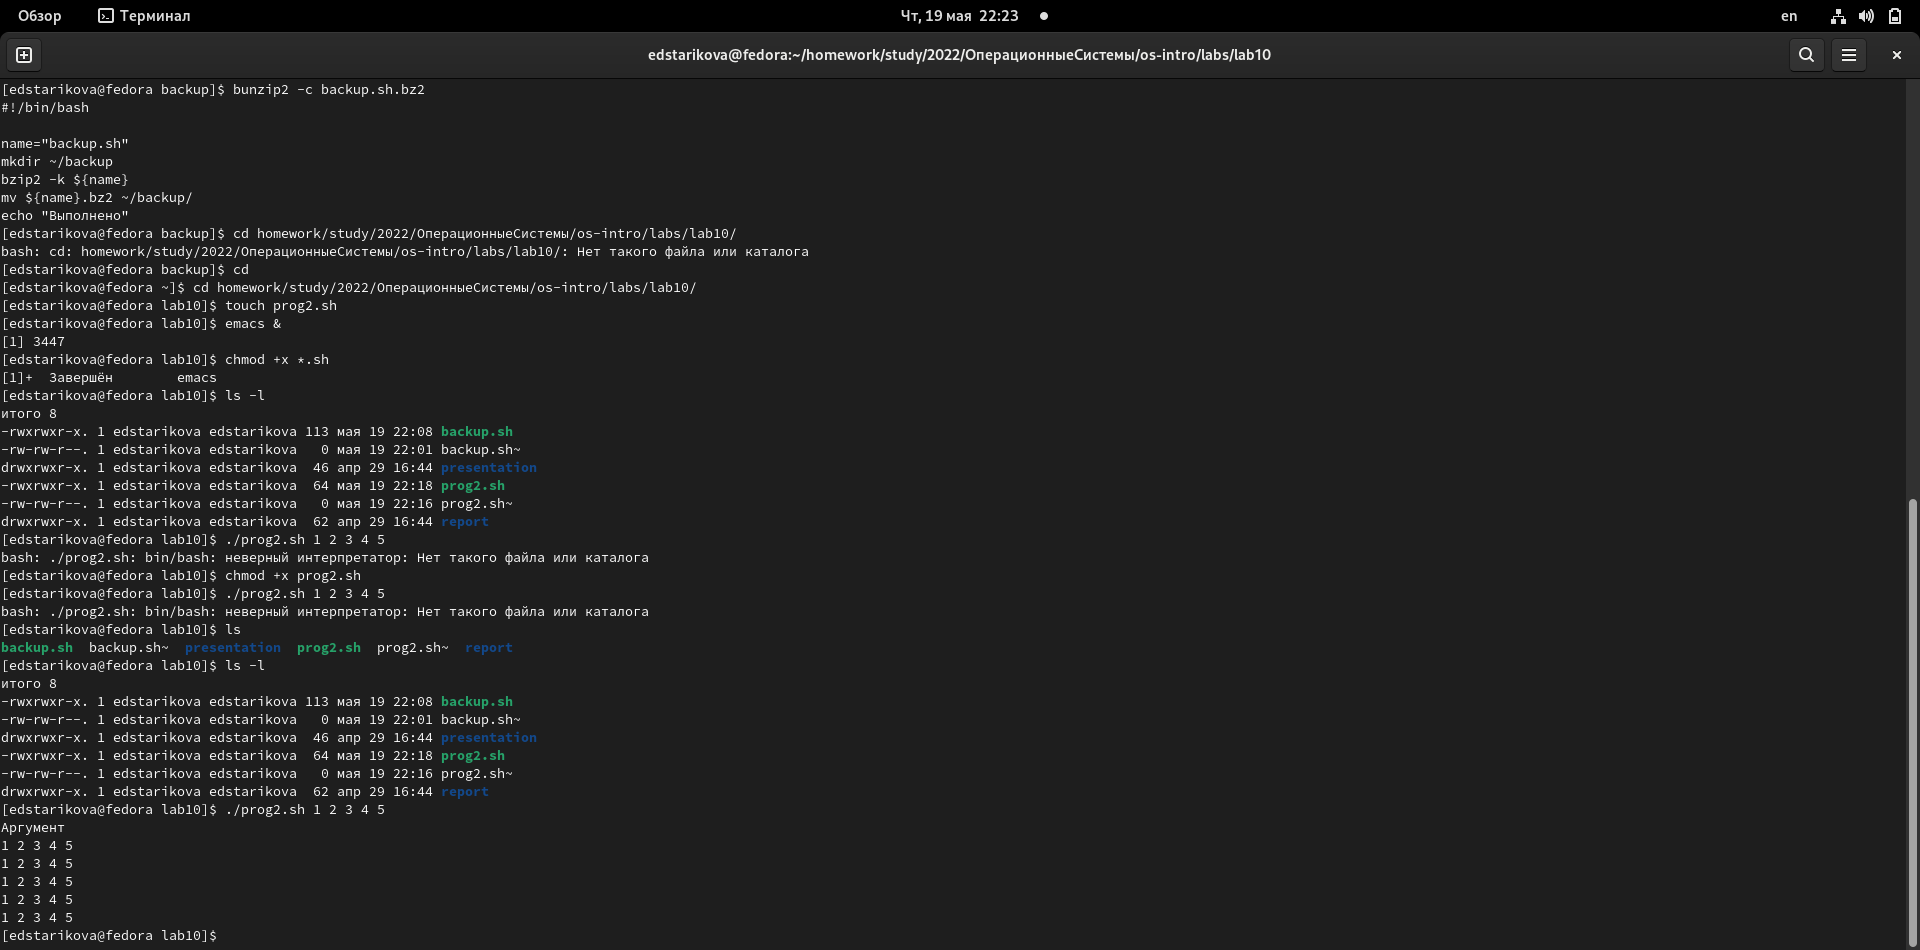 Обзор Терминал Чт, 19 мая 22:23 en
edstarikova@fedora:~/homework/study/2022/ОперационныеСистемы/os-intro/labs/lab10
[edstarikova@fedora backup]$ bunzip2 -c backup.sh.bz2
#!/bin/bash
name="backup.sh"
mkdir ~/backup
bzip2 -k ${name}
mv ${name}.bz2 ~/backup/
echo "Выполнено"
[edstarikova@fedora backup]$ cd homework/study/2022/ОперационныеСистемы/os-intro/labs/lab10/
bash: cd: homework/study/2022/ОперационныеСистемы/os-intro/labs/lab10/: Нет такого файла или каталога
[edstarikova@fedora backup]$ cd
[edstarikova@fedora ~]$ cd homework/study/2022/ОперационныеСистемы/os-intro/labs/lab10/
[edstarikova@fedora lab10]$ touch prog2.sh
[edstarikova@fedora lab10]$ emacs &
[1] 3447
[edstarikova@fedora lab10]$ chmod +x *.sh
[1]+  Завершён        emacs
[edstarikova@fedora lab10]$ ls -l
итого 8
-rwxrwxr-x. 1 edstarikova edstarikova 113 мая 19 22:08 backup.sh
-rw-rw-r--. 1 edstarikova edstarikova   0 мая 19 22:01 backup.sh~
drwxrwxr-x. 1 edstarikova edstarikova  46 апр 29 16:44 presentation
-rwxrwxr-x. 1 edstarikova edstarikova  64 мая 19 22:18 prog2.sh
-rw-rw-r--. 1 edstarikova edstarikova   0 мая 19 22:16 prog2.sh~
drwxrwxr-x. 1 edstarikova edstarikova  62 апр 29 16:44 report
[edstarikova@fedora lab10]$ ./prog2.sh 1 2 3 4 5
bash: ./prog2.sh: bin/bash: неверный интерпретатор: Нет такого файла или каталога
[edstarikova@fedora lab10]$ chmod +x prog2.sh
[edstarikova@fedora lab10]$ ./prog2.sh 1 2 3 4 5
bash: ./prog2.sh: bin/bash: неверный интерпретатор: Нет такого файла или каталога
[edstarikova@fedora lab10]$ ls
backup.sh  backup.sh~  presentation  prog2.sh  prog2.sh~  report
[edstarikova@fedora lab10]$ ls -l
итого 8
-rwxrwxr-x. 1 edstarikova edstarikova 113 мая 19 22:08 backup.sh
-rw-rw-r--. 1 edstarikova edstarikova   0 мая 19 22:01 backup.sh~
drwxrwxr-x. 1 edstarikova edstarikova  46 апр 29 16:44 presentation
-rwxrwxr-x. 1 edstarikova edstarikova  64 мая 19 22:18 prog2.sh
-rw-rw-r--. 1 edstarikova edstarikova   0 мая 19 22:16 prog2.sh~
drwxrwxr-x. 1 edstarikova edstarikova  62 апр 29 16:44 report
[edstarikova@fedora lab10]$ ./prog2.sh 1 2 3 4 5
Аргумент
1 2 3 4 5
1 2 3 4 5
1 2 3 4 5
1 2 3 4 5
1 2 3 4 5
[edstarikova@fedora lab10]$